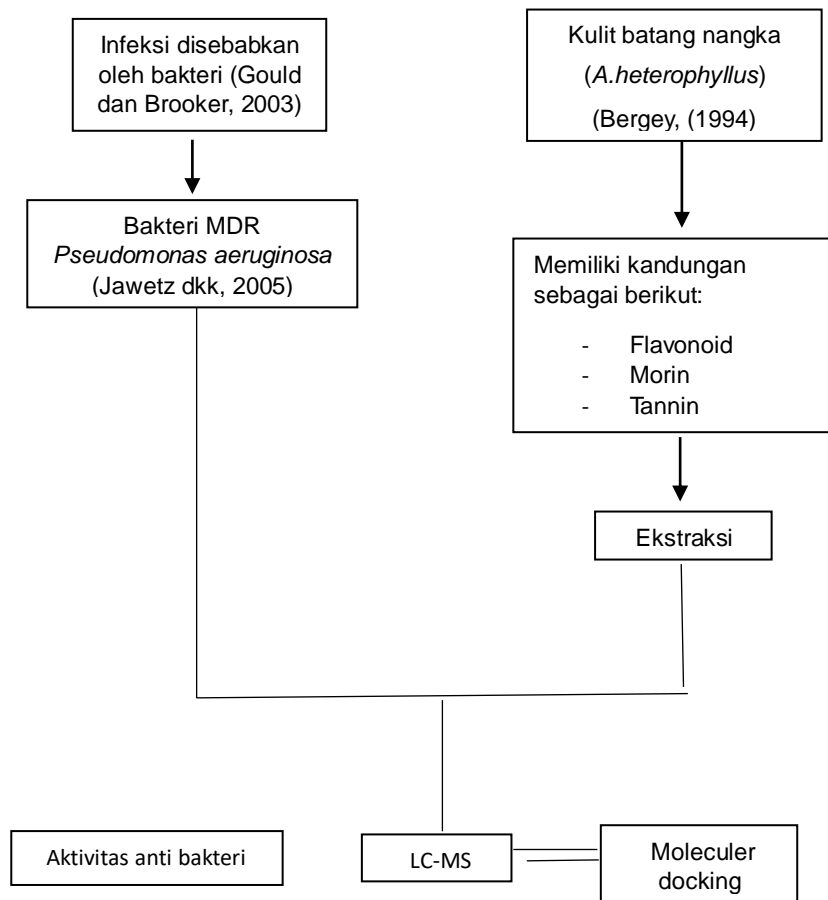 Infeksi disebabkan
oleh bakteri (Gould
dan Brooker, 2003)
Bakteri MDR
Pseudomonas aeruginosa
(Jawetz dkk, 2005)
Kulit batang nangka
(A.heterophyllus)
(Bergey, (1994)
Memiliki kandungan
sebagai berikut:
- Flavonoid
- Morin
- Tannin
Ekstraksi
Aktivitas anti bakteri
LC-MS
Moleculer
docking